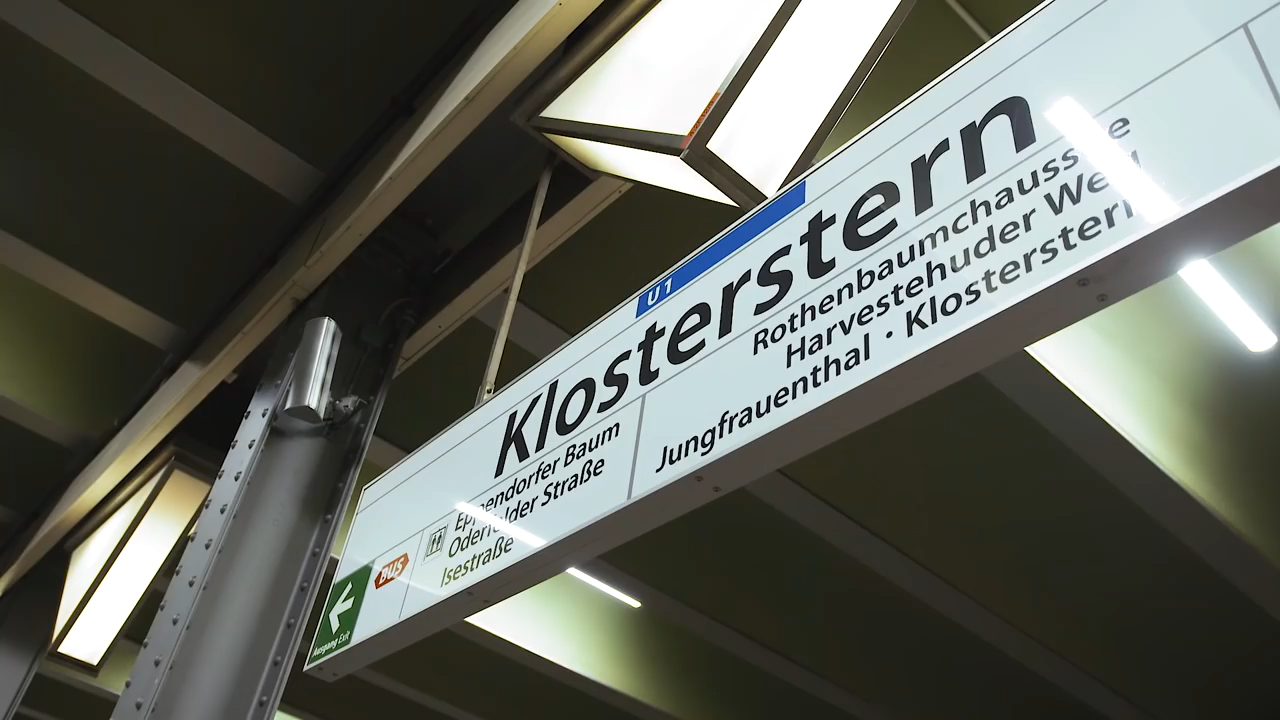 U1
Klosterstern
Eppendorfer Baum
Oderfelder Straße
Isestraße
Rothenbaumchaussee
Harvestehuder Weg
Jungfrauenthal · Klosterstern
BUS
Ausgang Exit